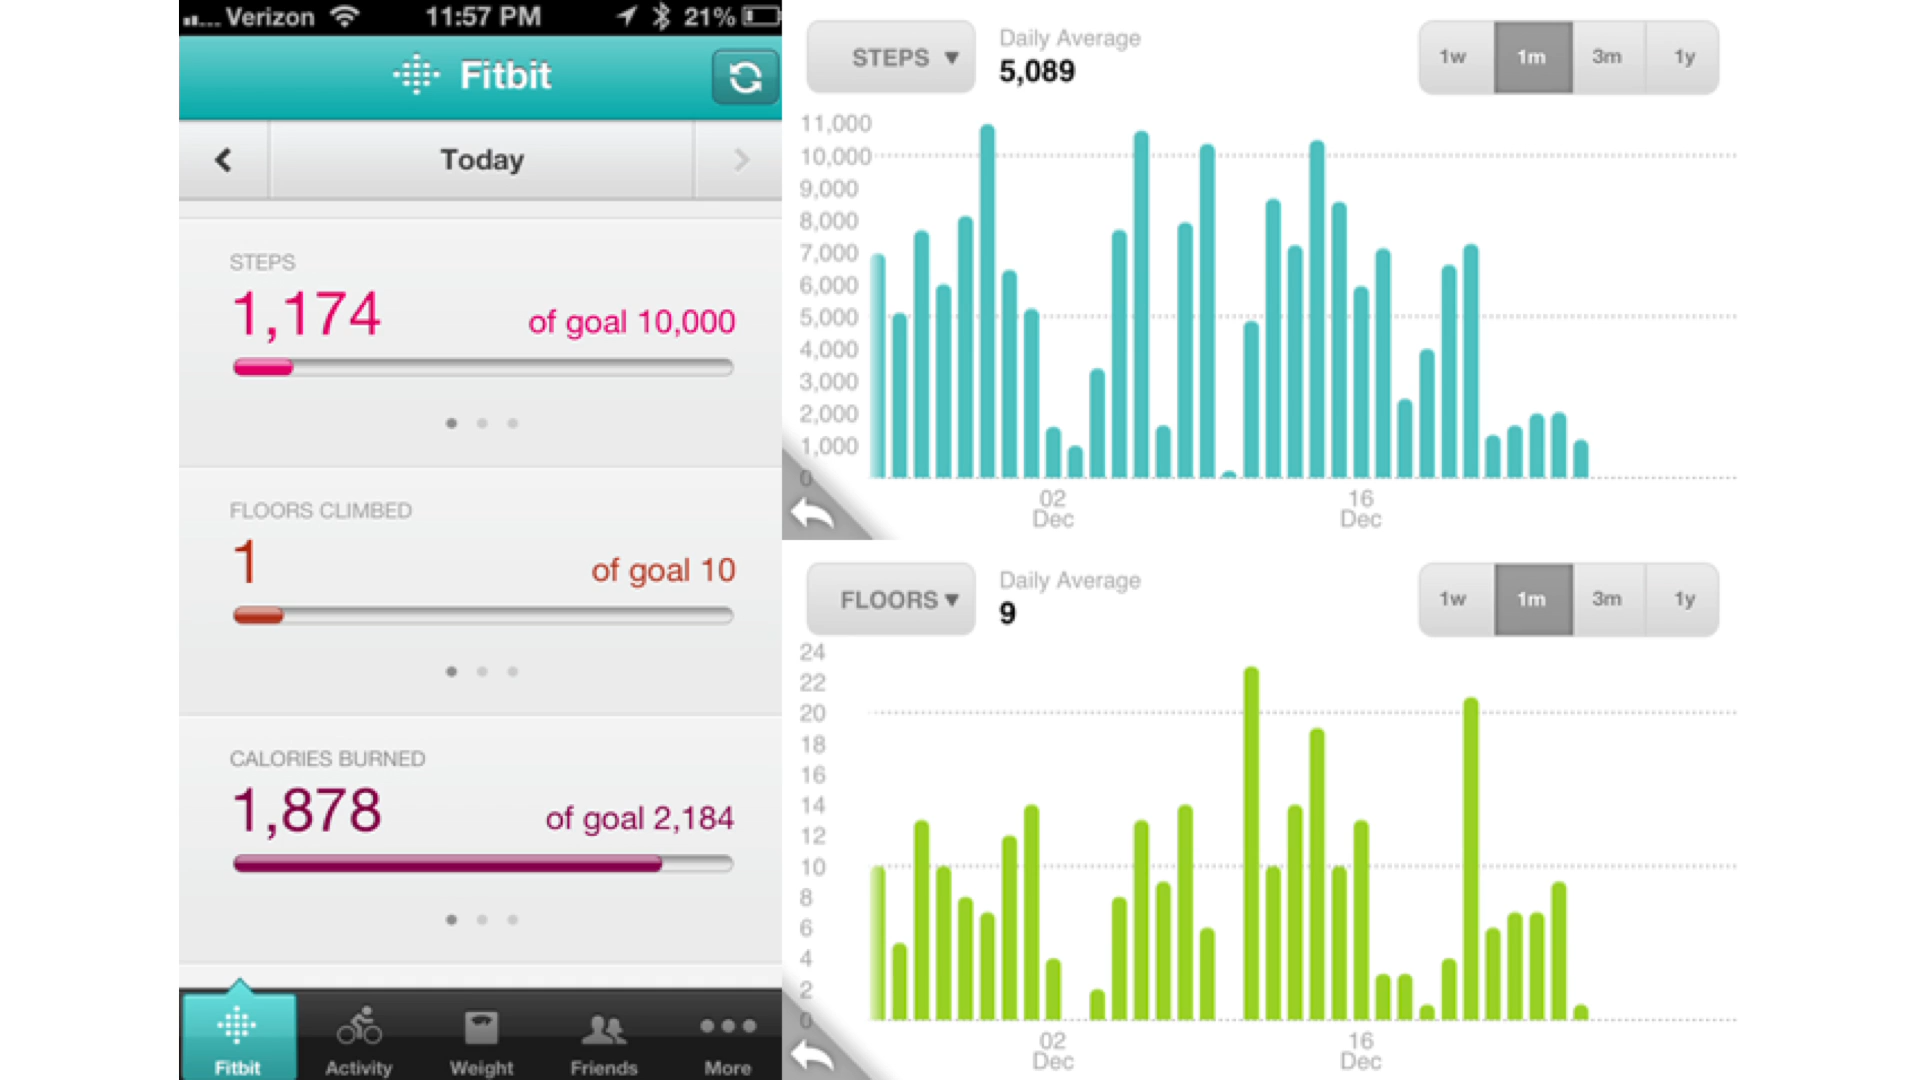 Verizon 11:57 PM 21%
Fitbit
Today
STEPS
1,174 of goal 10,000
FLOORS CLIMBED
1 of goal 10
CALORIES BURNED
1,878 of goal 2,184
Fitbit Activity Weight Friends More
STEPS ▼
Daily Average
5,089
1w 1m 3m 1y
11,000
10,000
9,000
8,000
7,000
6,000
5,000
4,000
3,000
2,000
1,000
0
02 16
Dec Dec
FLOORS ▼
Daily Average
9
1w 1m 3m 1y
24
22
20
18
16
14
12
10
8
6
4
2
0
02 16
Dec Dec